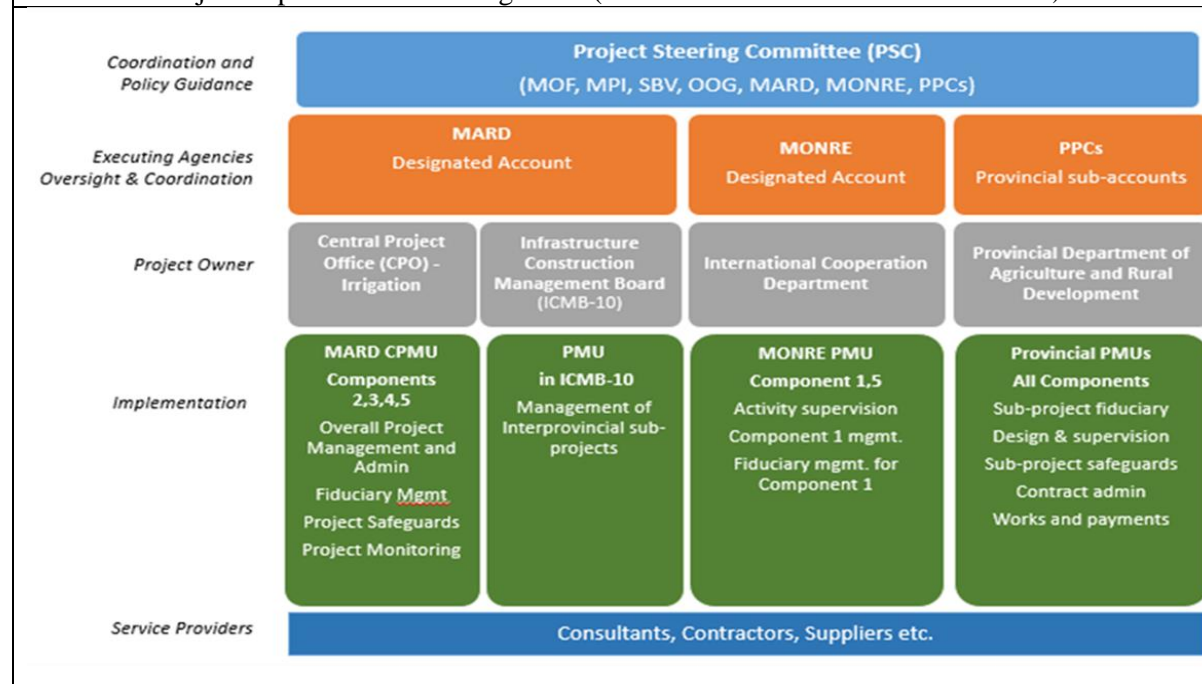 Coordination and
Policy Guidance
Project Steering Committee (PSC)
(MOF, MPI, SBV, OOG, MARD, MONRE, PPCs)
Executing Agencies
Oversight & Coordination
MARD
Designated Account
MONRE
Designated Account
PPCs
Provincial sub-accounts
Project Owner
Central Project
Office (CPO) -
Irrigation
Infrastructure
Construction
Management Board
(ICMB-10)
International Cooperation
Department
Provincial Department of
Agriculture and Rural
Development
Implementation
MARD CPMU
Components
2,3,4,5
Overall Project
Management and
Admin
Fiduciary Mgmt
Project Safeguards
Project Monitoring
PMU
in ICMB-10
Management of
Interprovincial sub-
projects
MONRE PMU
Component 1,5
Activity supervision
Component 1 mgmt.
Fiduciary mgmt. for
Component 1
Provincial PMUs
All Components
Sub-project fiduciary
Design & supervision
Sub-project safeguards
Contract admin
Works and payments
Service Providers
Consultants, Contractors, Suppliers etc.